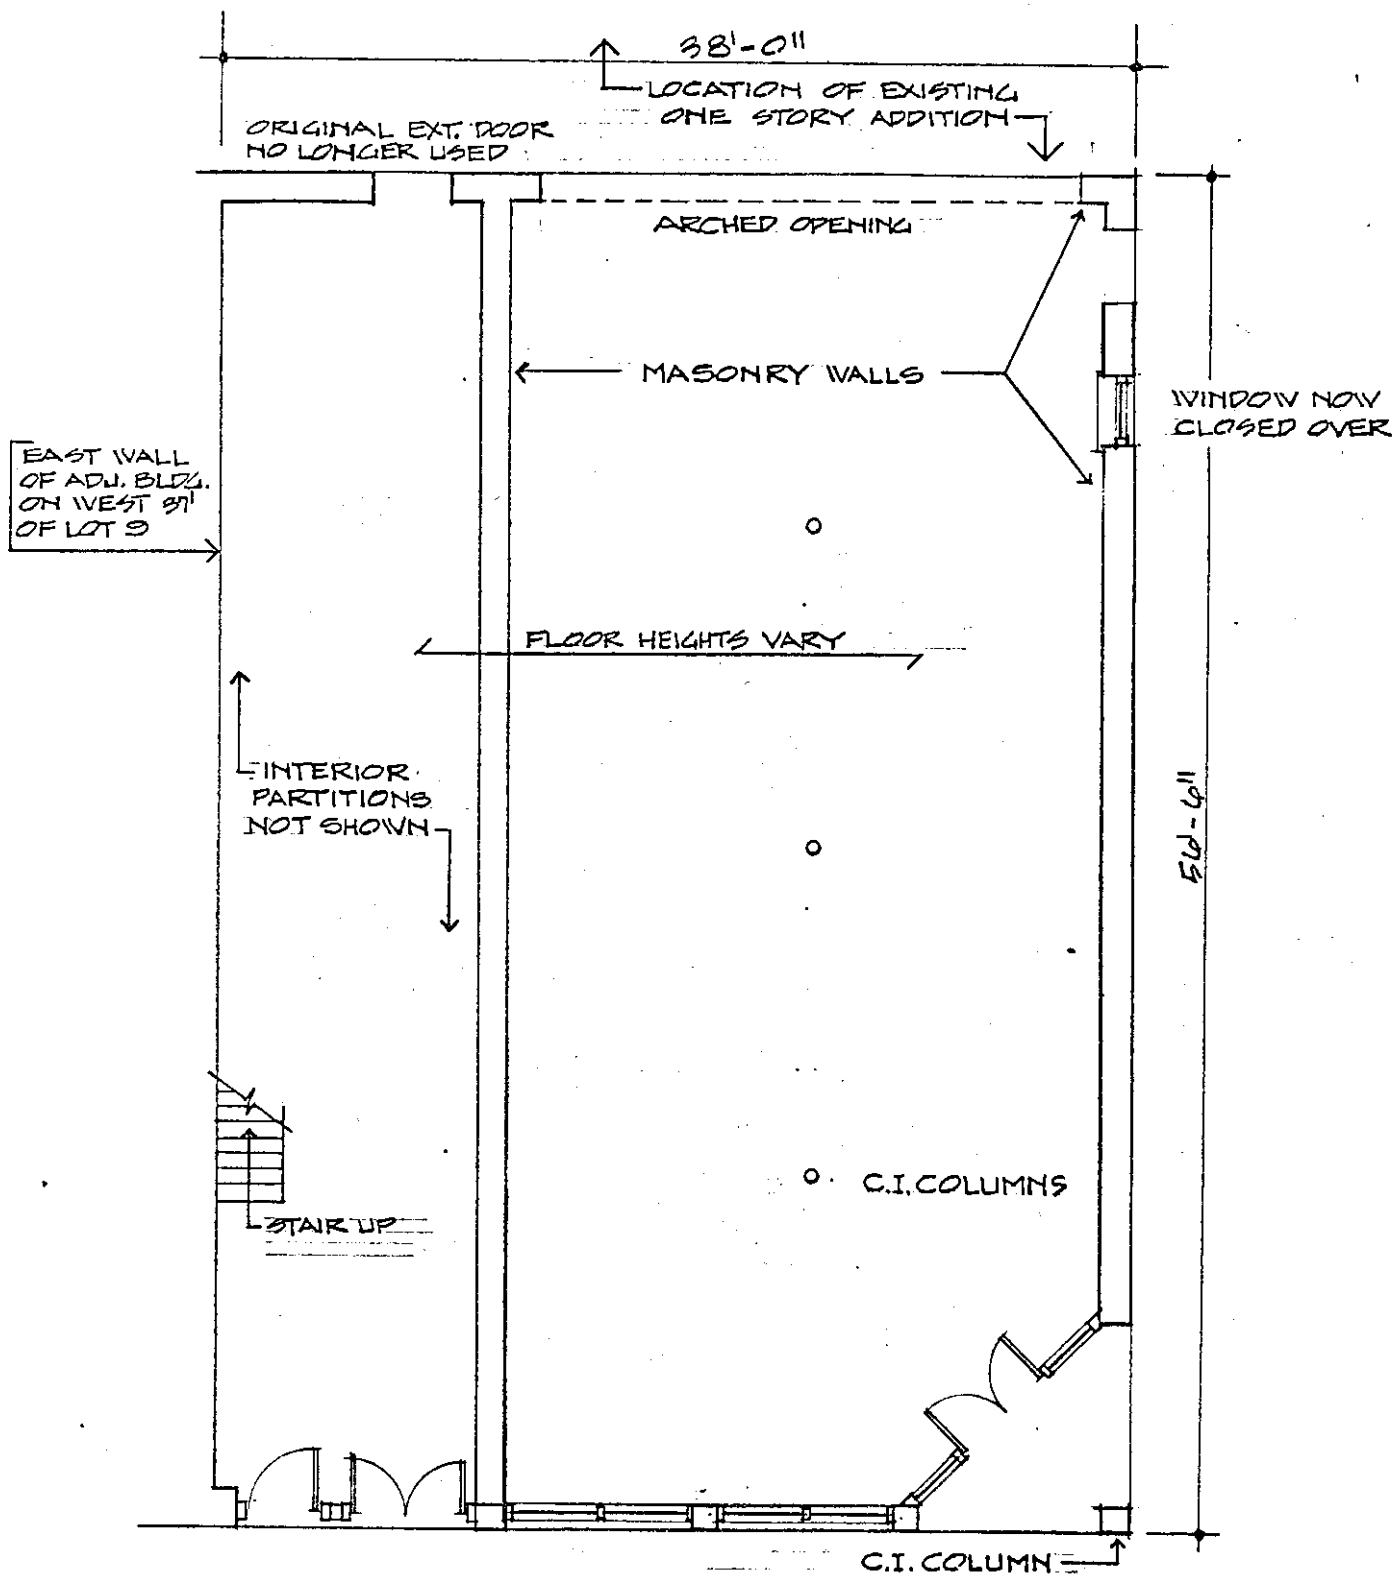 38'-0"
LOCATION OF EXISTING
ONE STORY ADDITION
ORIGINAL EXT. DOOR
NO LONGER USED
ARCHED OPENING
MASONRY WALLS
WINDOW NOW
CLOSED OVER
EAST WALL
OF ADJ. BLDG.
ON WEST 37'
OF LOT 9
FLOOR HEIGHTS VARY
INTERIOR
PARTITIONS
NOT SHOWN
56'-6"
C.I. COLUMNS
STAIR UP
C.I. COLUMN